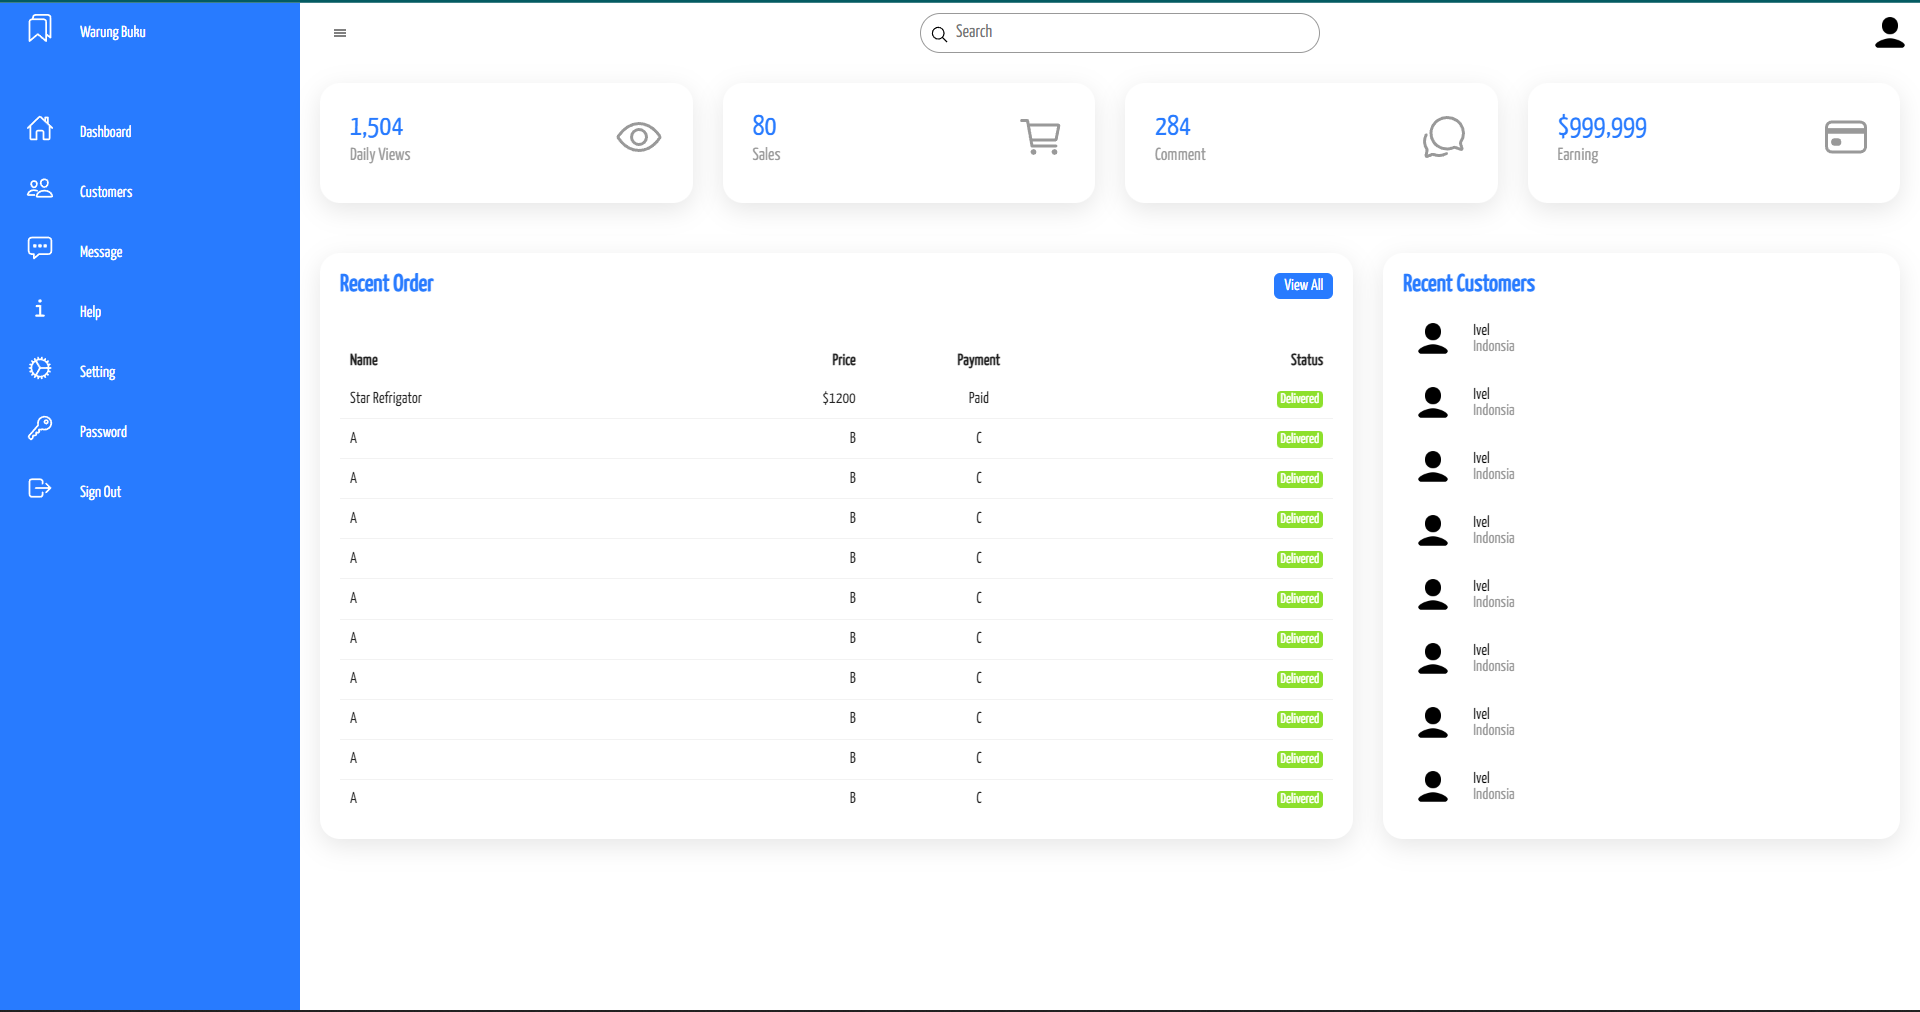 Warung Buku
Search
Dashboard
Customers
Message
Help
Setting
Password
Sign Out
1,504
Daily Views
80
Sales
284
Comment
$999,999
Earning
Recent Order
View All
Name Price Payment Status
Star Refrigator $1200 Paid Delivered
A B C Delivered
A B C Delivered
A B C Delivered
A B C Delivered
A B C Delivered
A B C Delivered
A B C Delivered
A B C Delivered
A B C Delivered
A B C Delivered
Recent Customers
Ivel
Indonsia
Ivel
Indonsia
Ivel
Indonsia
Ivel
Indonsia
Ivel
Indonsia
Ivel
Indonsia
Ivel
Indonsia
Ivel
Indonsia